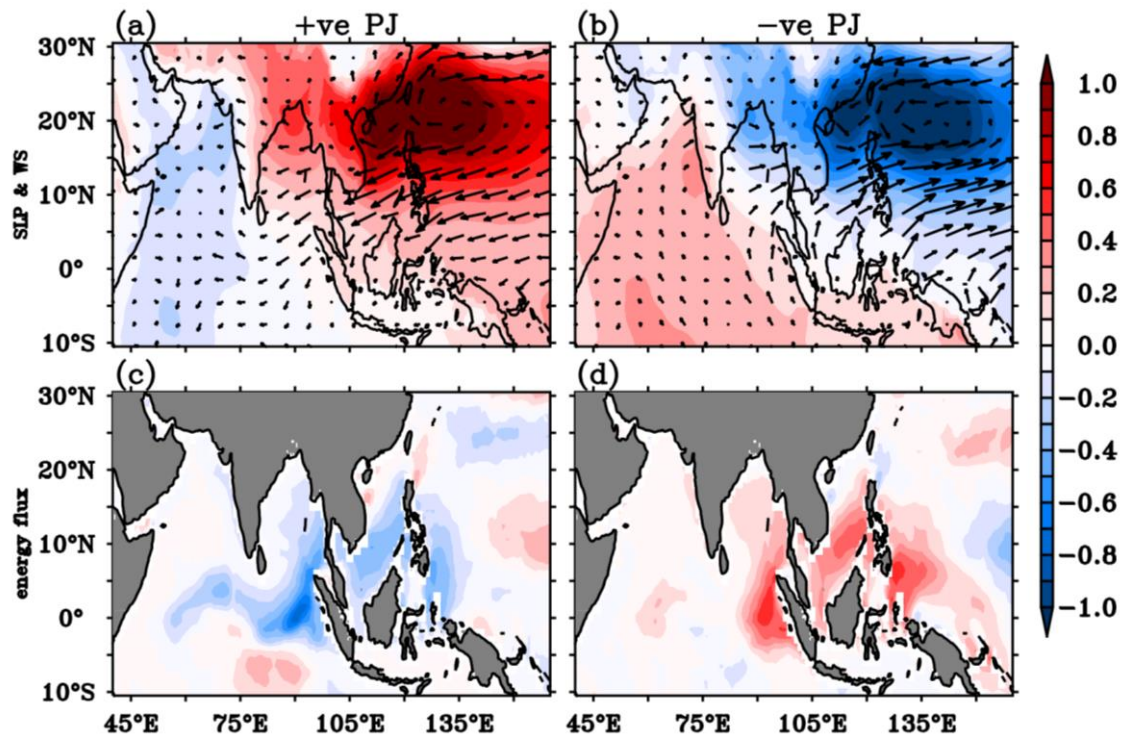 (a) +ve PJ
(b) −ve PJ
30°N
20°N
10°N
0°
10°S
SLP & WS
1.0
0.8
0.6
0.4
0.2
0.0
−0.2
−0.4
−0.6
−0.8
−1.0
(c)
(d)
30°N
20°N
10°N
0°
10°S
energy flux
45°E 75°E 105°E 135°E
45°E 75°E 105°E 135°E